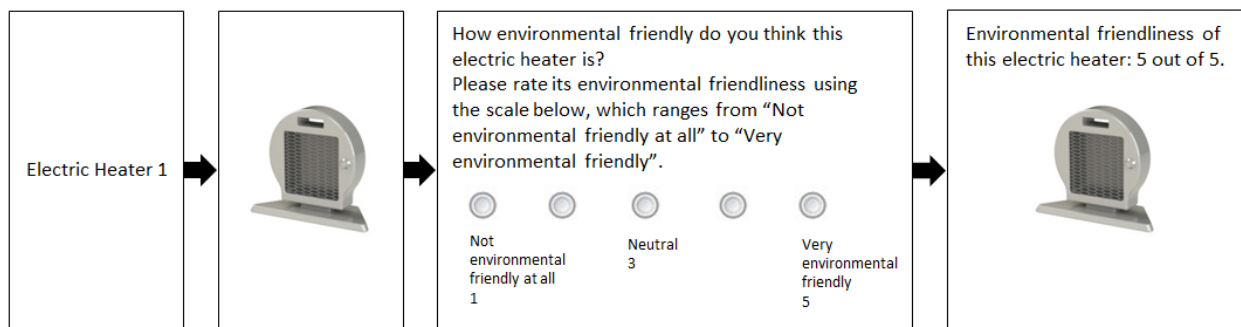 Electric Heater 1
How environmental friendly do you think this
electric heater is?
Please rate its environmental friendliness using
the scale below, which ranges from “Not
environmental friendly at all” to “Very
environmental friendly”.
Not
environmental
friendly at all
1
Neutral
3
Very
environmental
friendly
5
Environmental friendliness of
this electric heater: 5 out of 5.